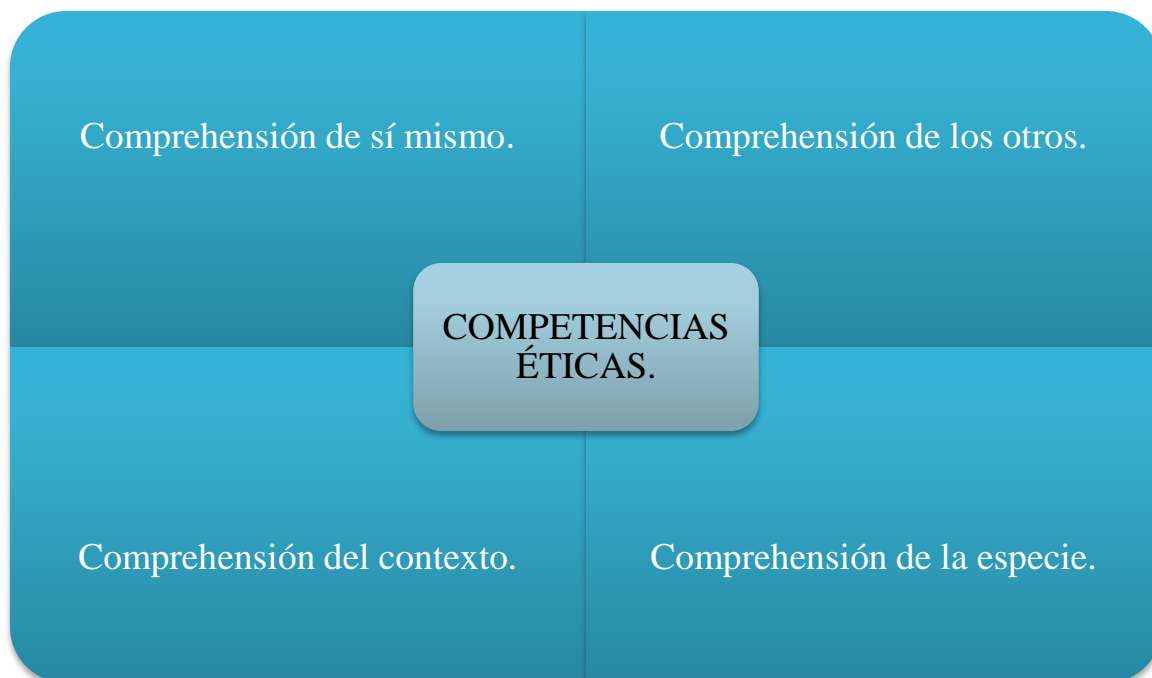 Comprehensión de sí mismo.
Comprehensión de los otros.
COMPETENCIAS
ÉTICAS.
Comprehensión del contexto.
Comprehensión de la especie.